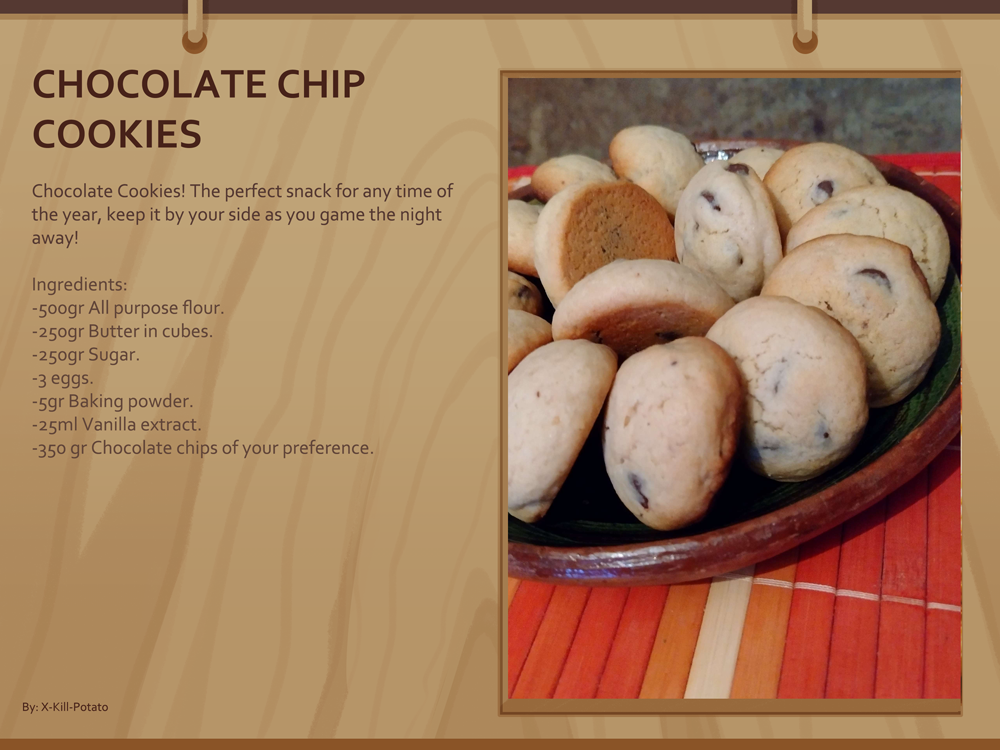 CHOCOLATE CHIP
COOKIES
Chocolate Cookies! The perfect snack for any time of
the year, keep it by your side as you game the night
away!
Ingredients:
-500gr All purpose flour.
-250gr Butter in cubes.
-250gr Sugar.
-3 eggs.
-5gr Baking powder.
-25ml Vanilla extract.
-350 gr Chocolate chips of your preference.
By: X-Kill-Potato